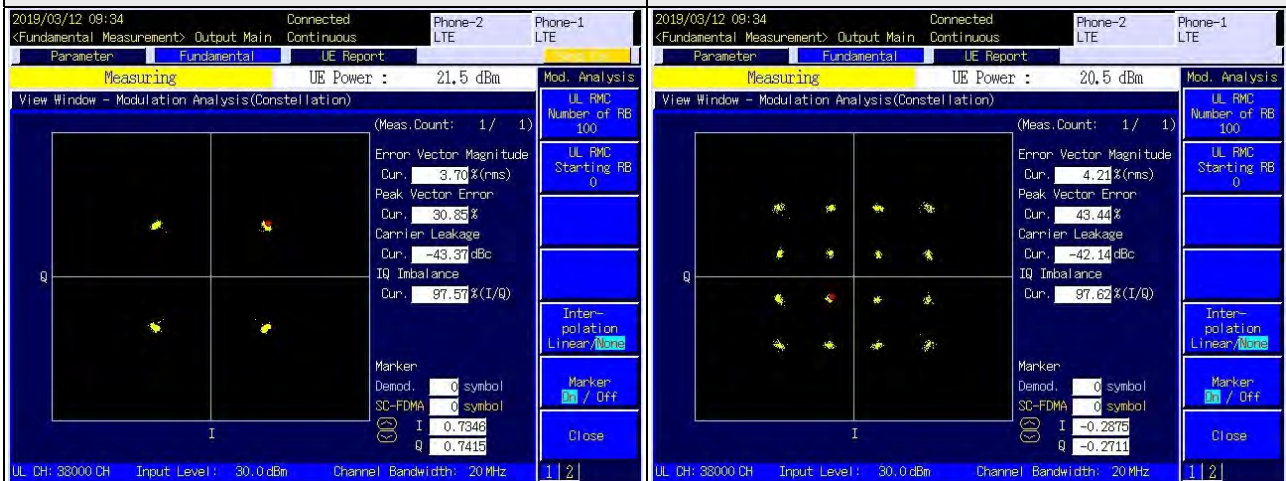 2019/03/12 09:34 Connected Phone-2 Phone-1
<Fundamental Measurement> Output Main Continuous LTE LTE
Parameter Fundamental UE Report
Measuring UE Power : 21.5 dBm Mod. Analysis
View Window - Modulation Analysis(Constellation)
UL RMC
Number of RB
100
(Meas.Count: 1/ 1)
UL RMC
Starting RB
0
Error Vector Magnitude
Cur. 3.70 %(rms)
Peak Vector Error
Cur. 30.85 %
Carrier Leakage
Cur. -43.37 dBc
IQ Imbalance
Cur. 97.57 %(I/Q)
Q
I
Inter-
polation
Linear/None
Marker
Demod. 0 symbol
SC-FDMA 0 symbol
I 0.7346
Q 0.7415
Marker
On / Off
Close
UL CH: 38000 CH Input Level: 30.0 dBm Channel Bandwidth: 20 MHz 1 2
2019/03/12 09:34 Connected Phone-2 Phone-1
<Fundamental Measurement> Output Main Continuous LTE LTE
Parameter Fundamental UE Report
Measuring UE Power : 20.5 dBm Mod. Analysis
View Window - Modulation Analysis(Constellation)
UL RMC
Number of RB
100
(Meas.Count: 1/ 1)
UL RMC
Starting RB
0
Error Vector Magnitude
Cur. 4.21 %(rms)
Peak Vector Error
Cur. 43.44 %
Carrier Leakage
Cur. -42.14 dBc
IQ Imbalance
Cur. 97.62 %(I/Q)
Q
I
Inter-
polation
Linear/None
Marker
Demod. 0 symbol
SC-FDMA 0 symbol
I -0.2875
Q -0.2711
Marker
On / Off
Close
UL CH: 38000 CH Input Level: 30.0 dBm Channel Bandwidth: 20 MHz 1 2